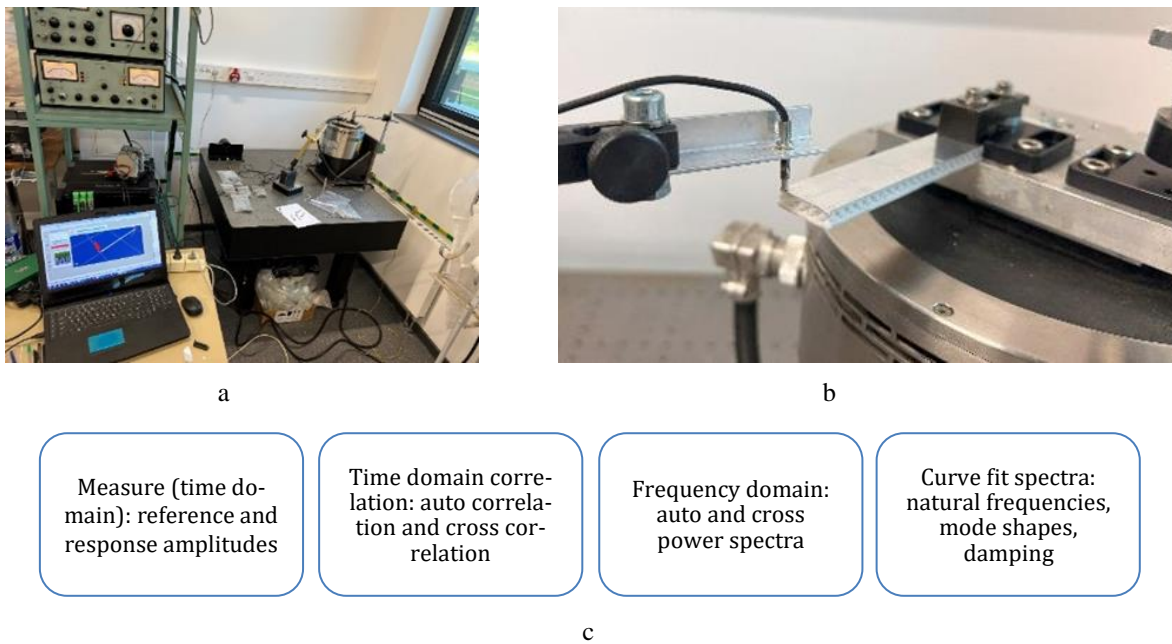 a
b
Measure (time do-
main): reference and
response amplitudes
Time domain corre-
lation: auto correla-
tion and cross cor-
relation
Frequency domain:
auto and cross
power spectra
Curve fit spectra:
natural frequencies,
mode shapes,
damping
c